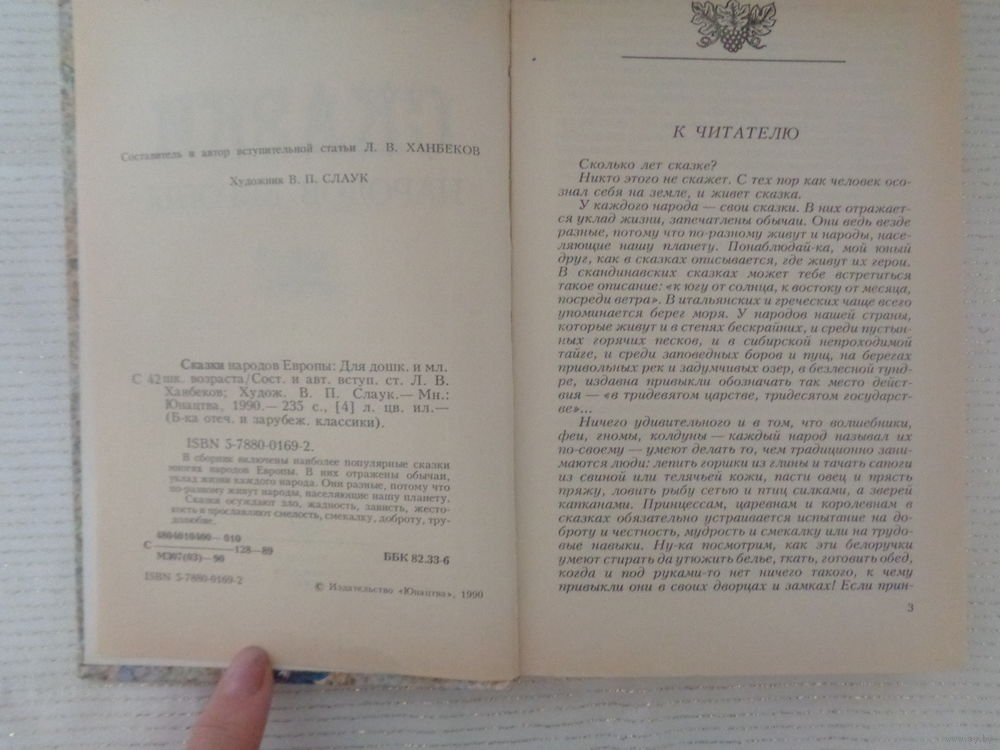 Составитель и автор вступительной статьи Л. В. ХАНБЕКОВ
Художник В. П. СЛАУК
Сказки народов Европы: Для дошк. и мл.
С 42 шк. возраста/Сост. и авт. вступ. ст. Л. В.
Ханбеков; Худож. В. П. Слаук.— Мн.:
Юнацтва, 1990.— 235 с., [4] л. цв. ил.—
(Б-ка отеч. и зарубеж. классики).
ISBN 5-7880-0169-2.
В сборник включены наиболее популярные сказки
многих народов Европы. В них отражены обычаи,
уклад жизни каждого народа. Они разные, потому что
по-разному живут народы, населяющие нашу планету.
Сказки осуждают зло, жадность, зависть, жесто-
кость и прославляют смелость, смекалку, доброту, тру-
долюбие.
4804010400—010
С 128—89
М307(03)—90
ББК 82.33-6
ISBN 5-7880-0169-2
© Издательство «Юнацтва», 1990
К ЧИТАТЕЛЮ
Сколько лет сказке?
Никто этого не скажет. С тех пор как человек осо-
знал себя на земле, и живет сказка.
У каждого народа — свои сказки. В них отражает-
ся уклад жизни, запечатлены обычаи. Они ведь везде
разные, потому что по-разному живут и народы, насе-
ляющие нашу планету. Понаблюдай-ка, мой юный
друг, как в сказках описывается, где живут их герои.
В скандинавских сказках может тебе встретиться
такое описание: «к югу от солнца, к востоку от месяца,
посреди ветра». В итальянских и греческих чаще всего
упоминается берег моря. У народов нашей страны,
которые живут и в степях бескрайних, и среди пустын-
ных горячих песков, и в сибирской непроходимой
тайге, и среди заповедных боров и пущ, на берегах
привольных рек и задумчивых озер, в безлесной тунд-
ре, издавна привыкли обозначать так место дейст-
вия — «в тридевятом царстве, тридесятом государст-
ве»...
Ничего удивительного и в том, что волшебники,
феи, гномы, колдуны — каждый народ называл их
по-своему — умеют делать то, чем традиционно зани-
маются люди: лепить горшки из глины и тачать сапоги
из свиной или телячьей кожи, пасти овец и прясть
пряжу, ловить рыбу сетью и птиц силками, а зверей
капканами. Принцессам, царевнам и королевнам в
сказках обязательно устраивается испытание на до-
броту и честность, мудрость и смекалку или на трудо-
вые навыки. Ну-ка посмотрим, как эти белоручки
умеют стирать да утюжить белье, ткать, готовить обед,
когда и под руками-то нет ничего такого, к чему
привыкли они в своих дворцах и замках! Если прин-
3